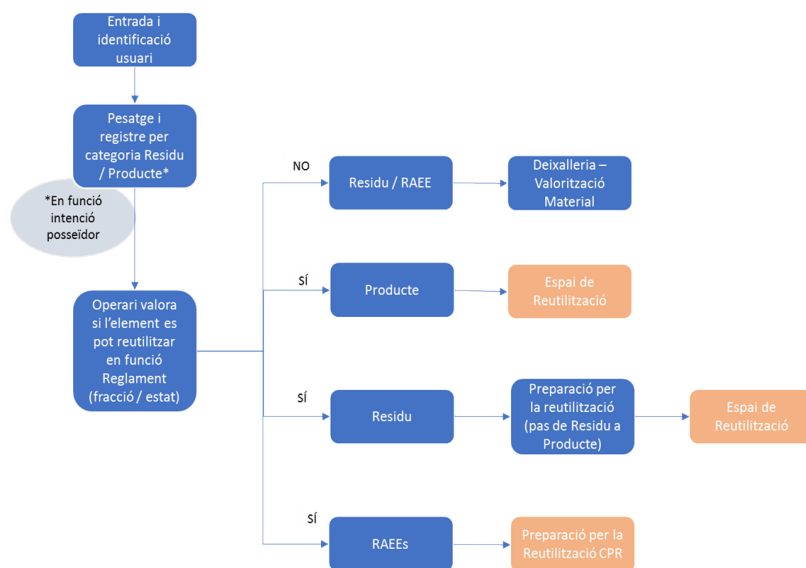 Entrada i
identificació
usuari
Pesatge i
registre per
categoria Residu
/ Producte*
*En funció
intenció
posseïdor
Operari valora
si l'element es
pot reutilitzar
en funció
Reglament
(fracció / estat)
NO
Residu / RAEE
Deixalleria –
Valorització
Material
SÍ
Producte
Espai de
Reutilització
SÍ
Residu
Preparació per
la reutilització
(pas de Residu a
Producte)
Espai de
Reutilització
SÍ
RAEEs
Preparació per la
Reutilització CPR